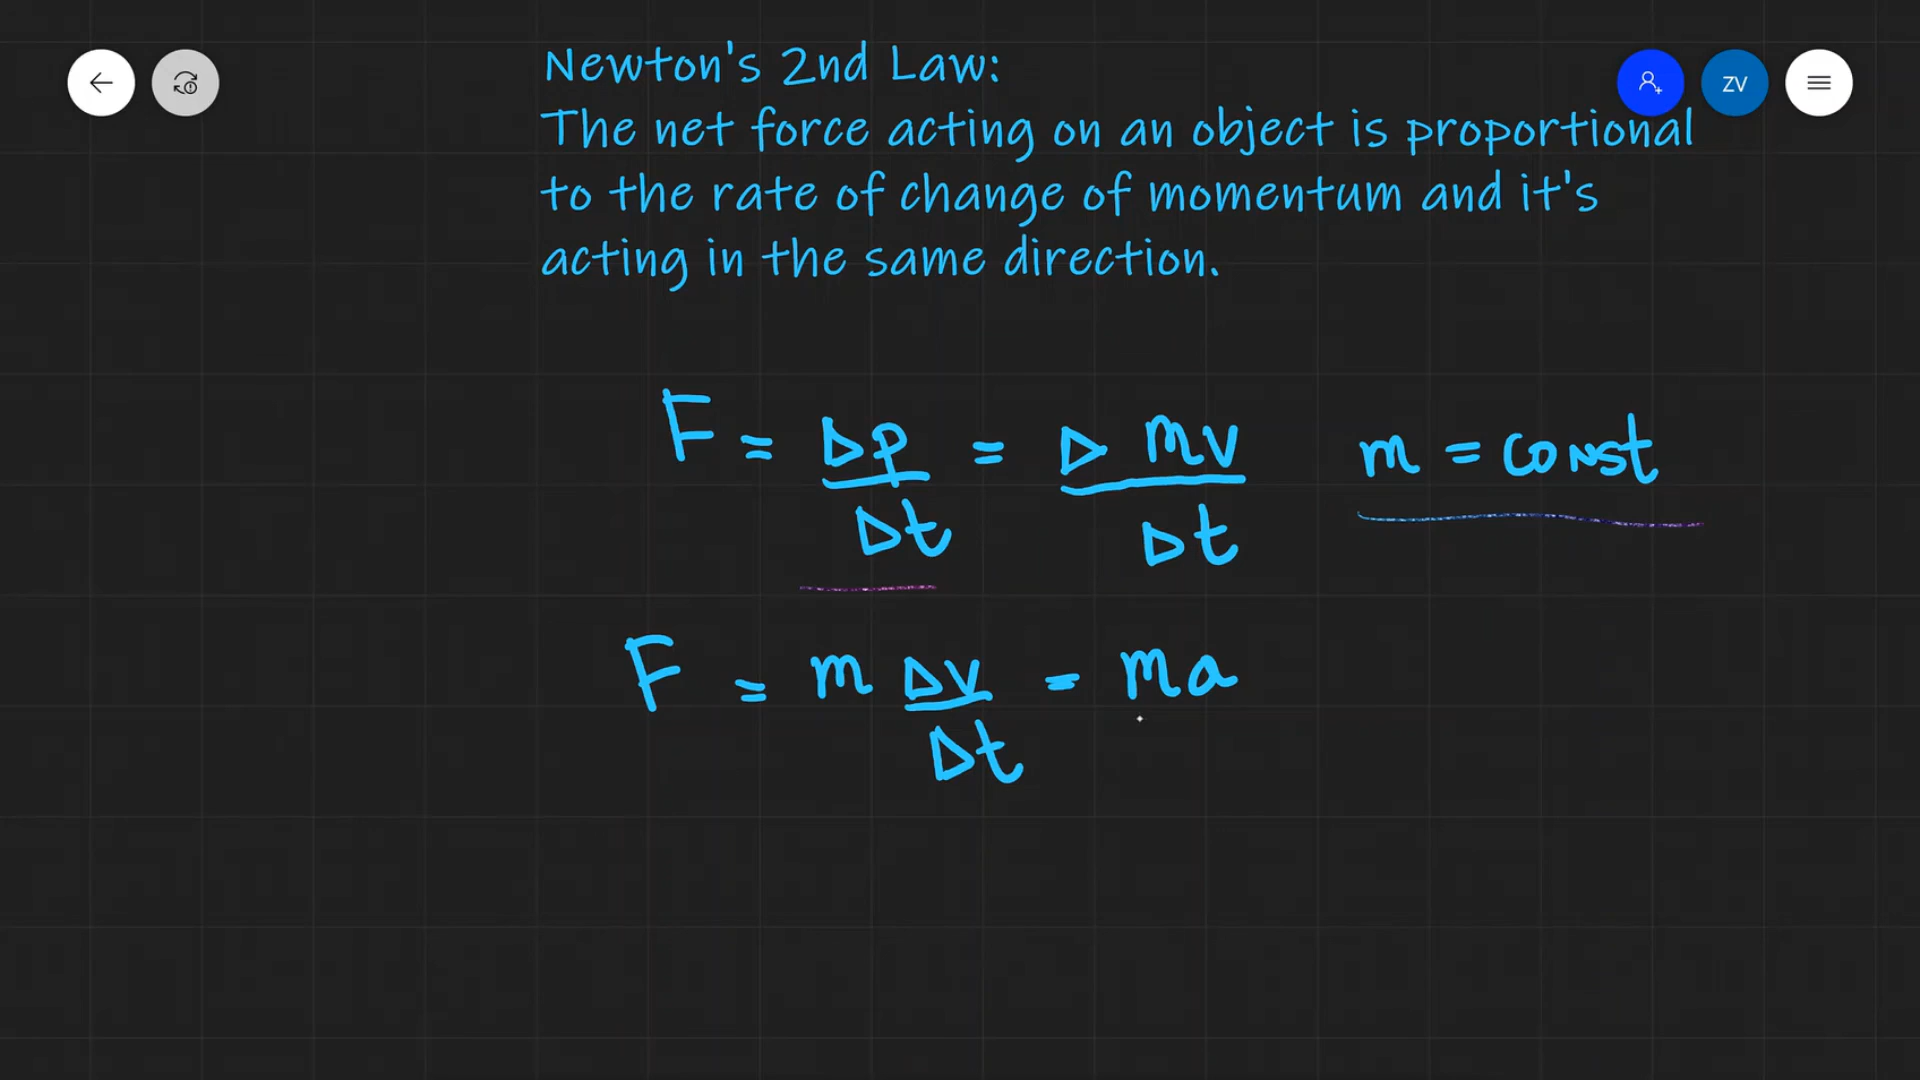 Newton's 2nd Law:
ZV
The net force acting on an object is proportional
to the rate of change of momentum and it's
acting in the same direction.
F = Δp/Δt = Δ mv/Δt m = const
F = m Δv/Δt = ma